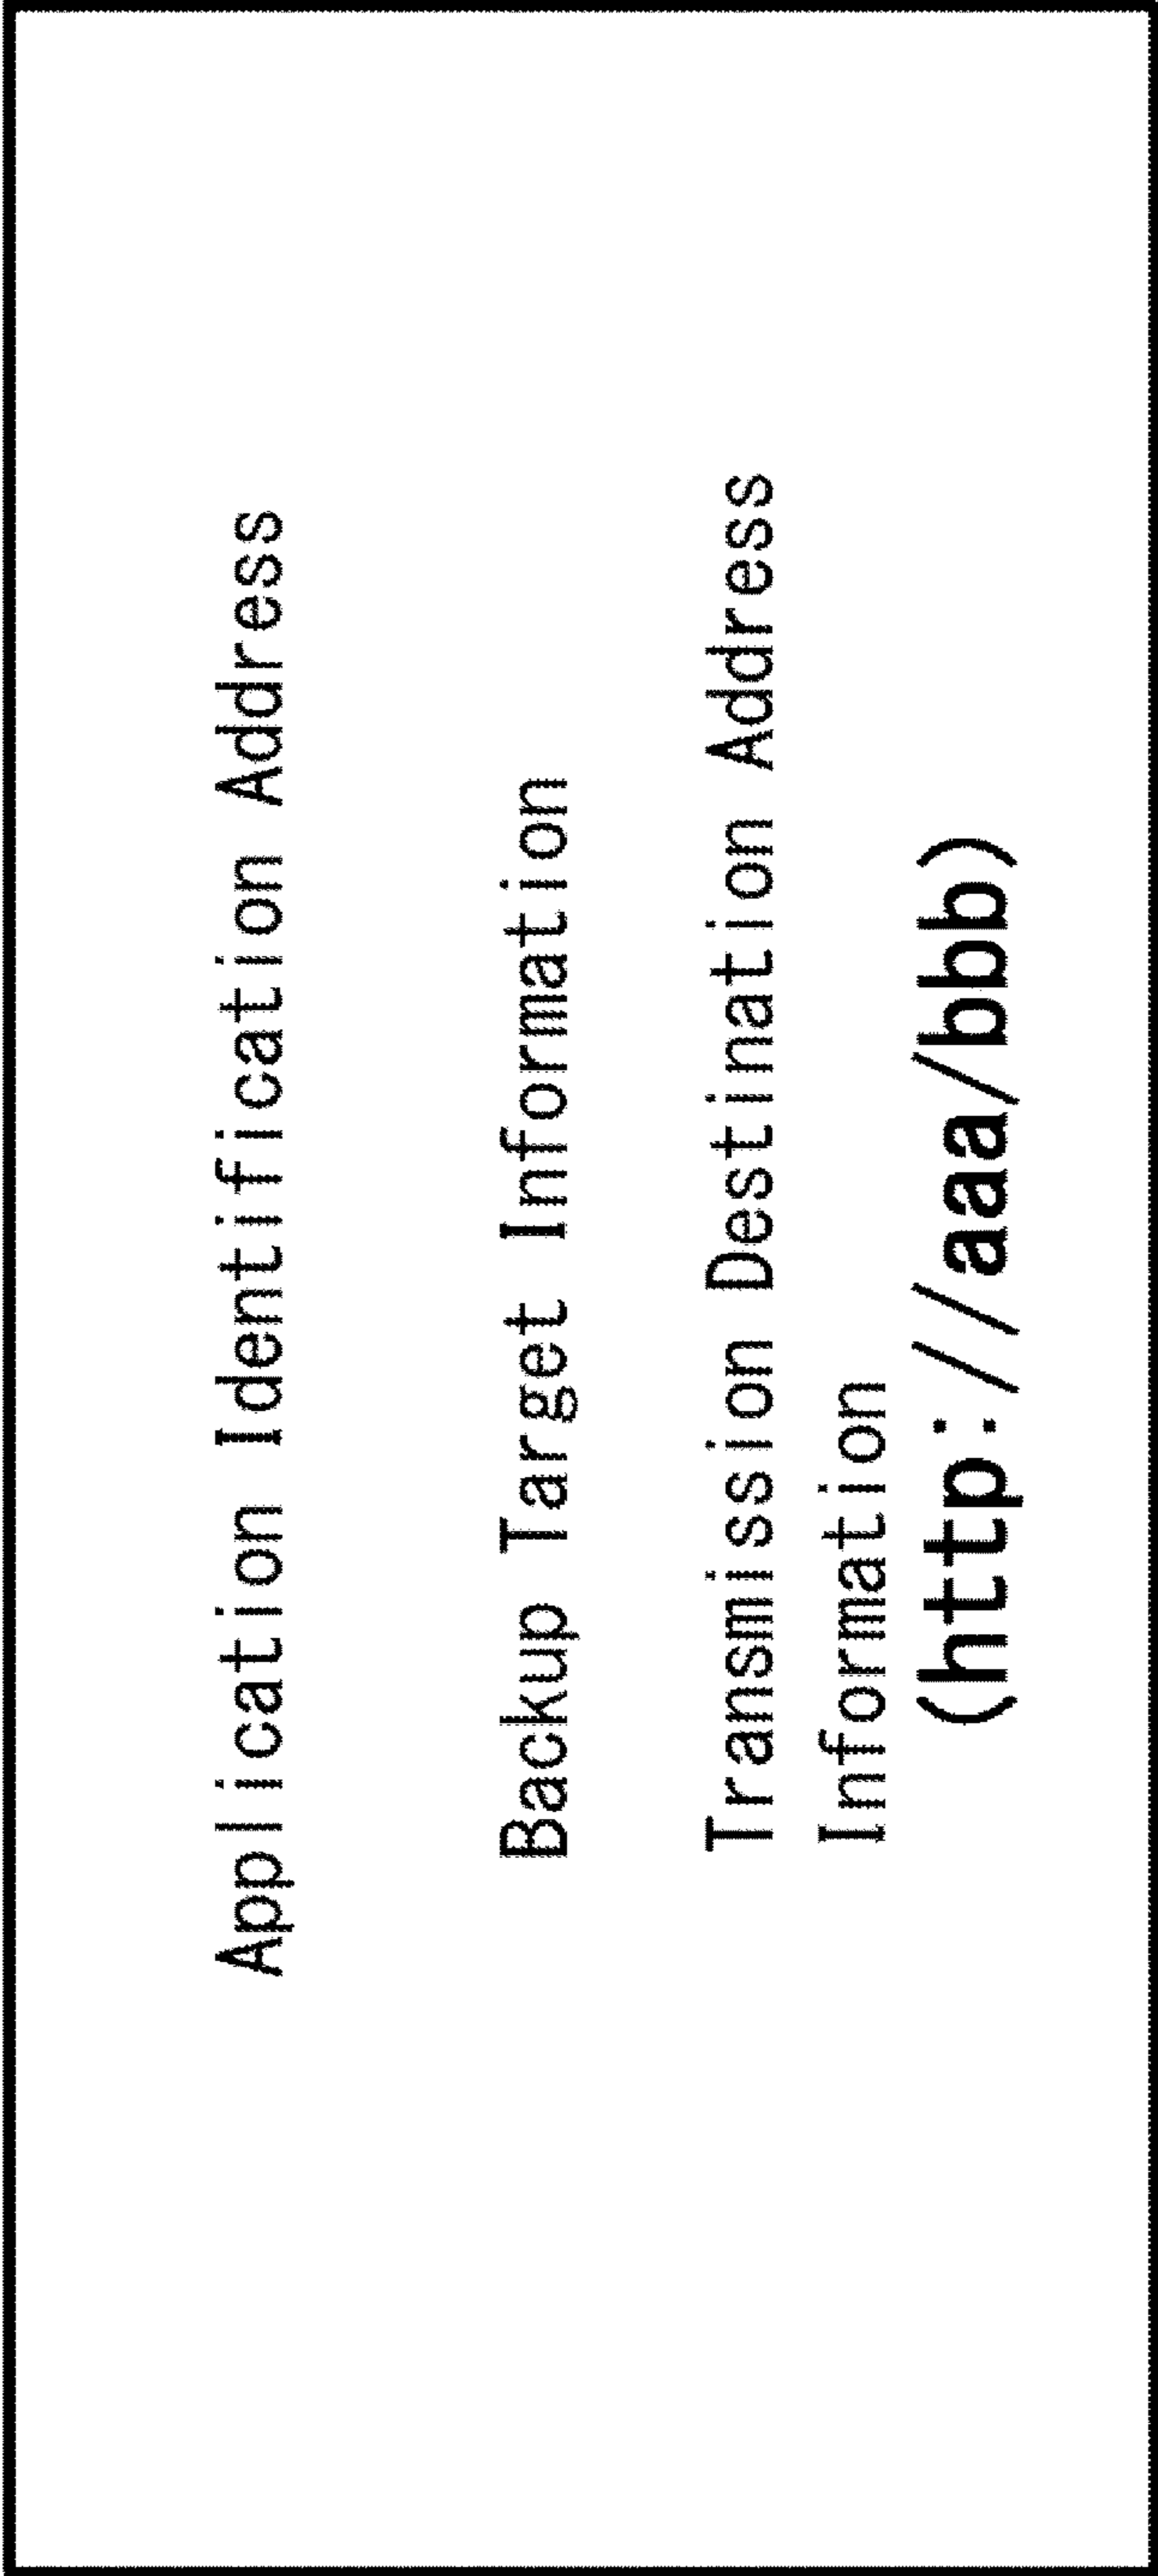 Application Identification Address
Backup Target Information
Transmission Destination Address
Information
(http://aaa/bbb)